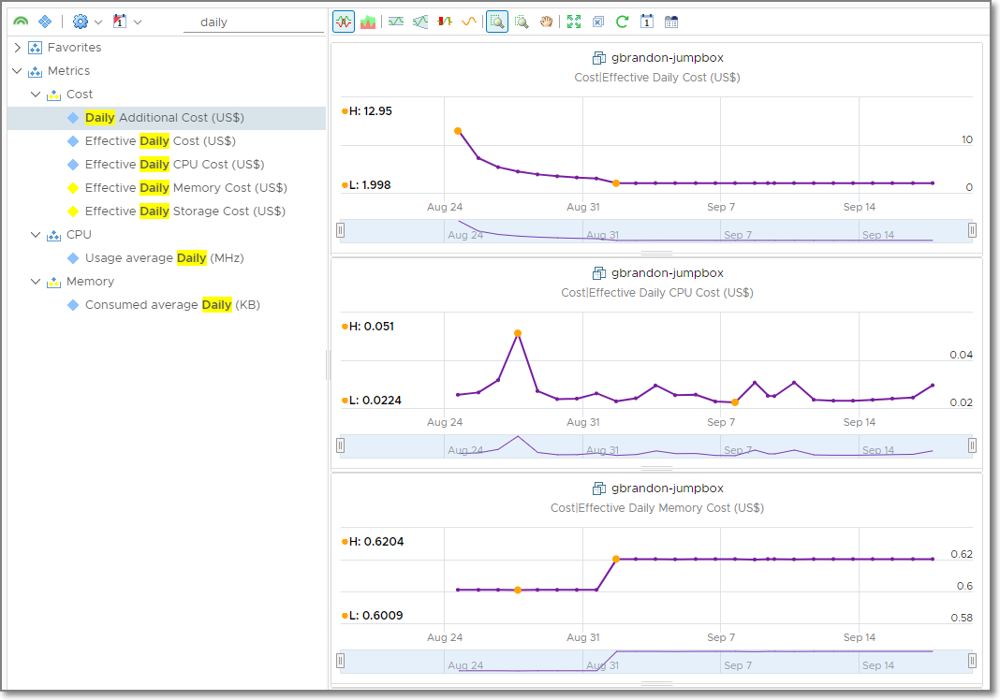 daily
Favorites
Metrics
Cost
Daily Additional Cost (US$)
Effective Daily Cost (US$)
Effective Daily CPU Cost (US$)
Effective Daily Memory Cost (US$)
Effective Daily Storage Cost (US$)
CPU
Usage average Daily (MHz)
Memory
Consumed average Daily (KB)
1
1
gbrandon-jumpbox
Cost|Effective Daily Cost (US$)
H: 12.95
10
L: 1.998
0
Aug 24 Aug 31 Sep 7 Sep 14
Aug 24 Aug 31 Sep 7 Sep 14
gbrandon-jumpbox
Cost|Effective Daily CPU Cost (US$)
H: 0.051
0.04
L: 0.0224
0.02
Aug 24 Aug 31 Sep 7 Sep 14
Aug 24 Aug 31 Sep 7 Sep 14
gbrandon-jumpbox
Cost|Effective Daily Memory Cost (US$)
H: 0.6204
0.62
0.6
L: 0.6009
0.58
Aug 24 Aug 31 Sep 7 Sep 14
Aug 24 Aug 31 Sep 7 Sep 14